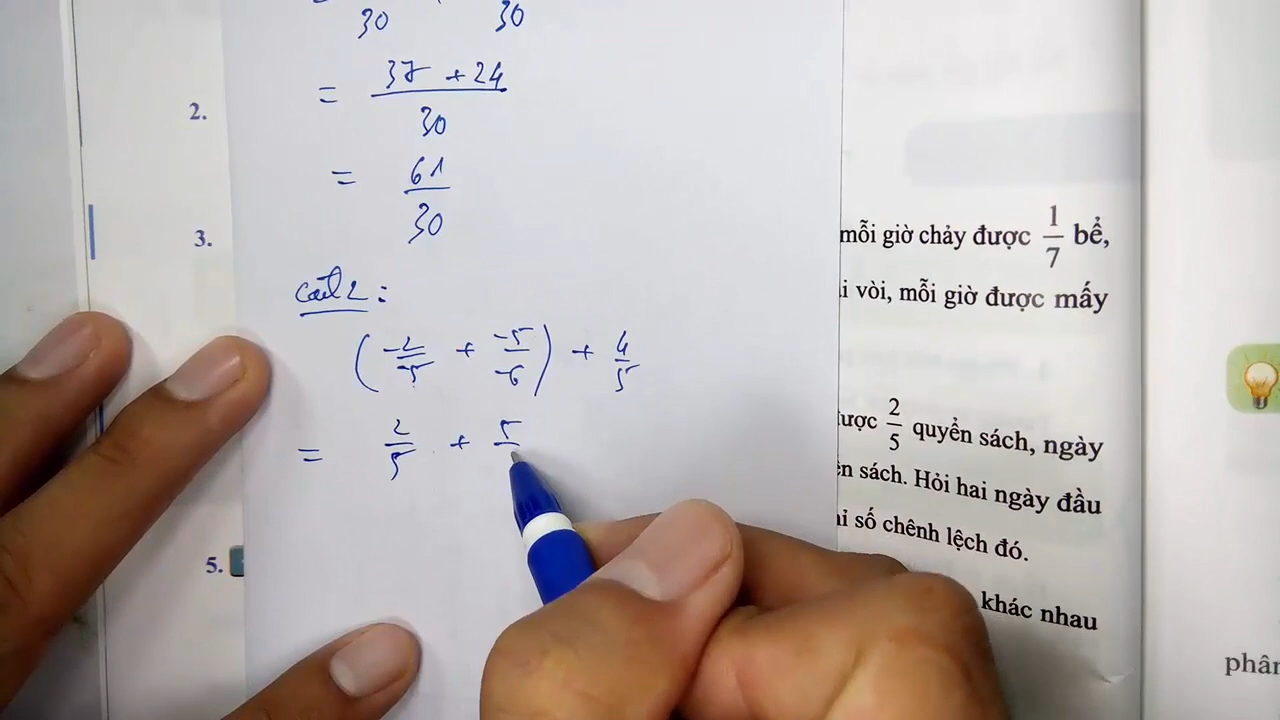 30 30
= 37 + 24 / 30
= 61 / 30
Cách 2:
( -2/-5 + -5/-6 ) + 4/5
= 2/5 + 5
2.
3.
5.
mỗi giờ chảy được 1/7 bể,
i vòi, mỗi giờ được mấy
ược 2/5 quyển sách, ngày
n sách. Hỏi hai ngày đầu
ỉ số chênh lệch đó.
khác nhau
phân